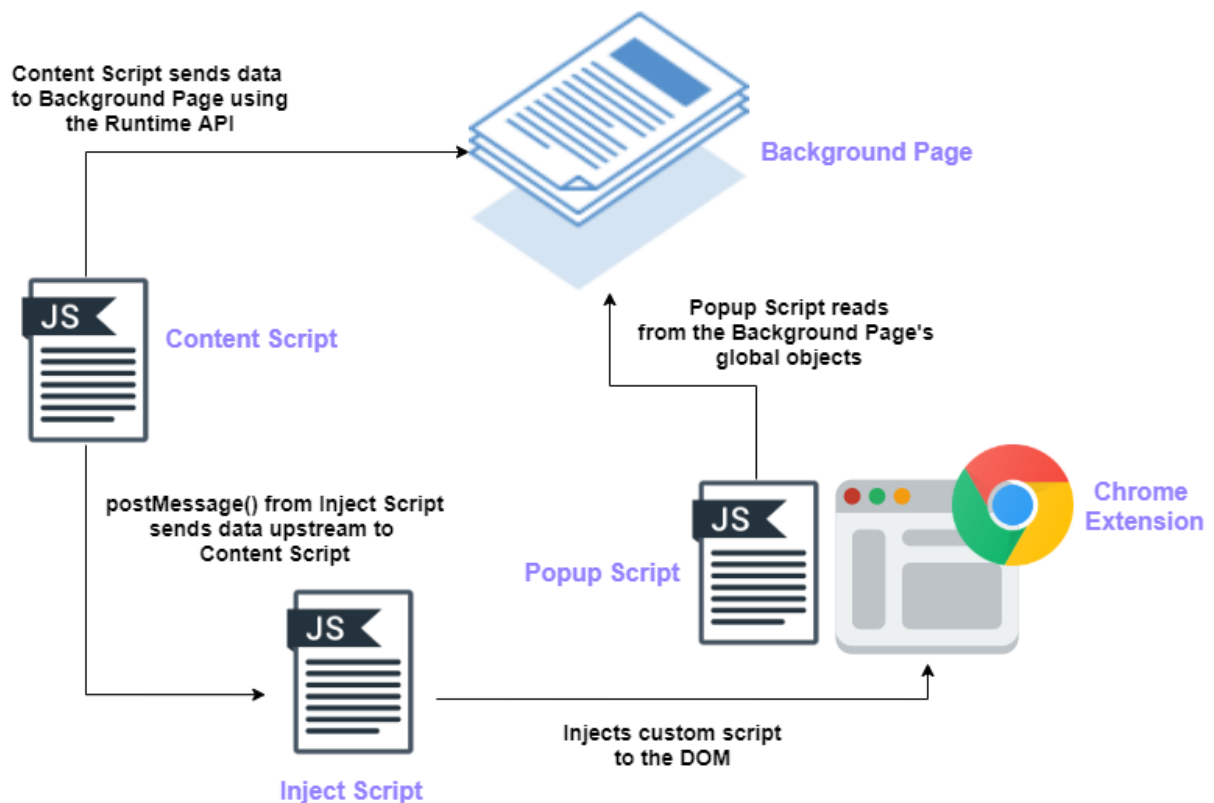 Content Script sends data
to Background Page using
the Runtime API
Background Page
JS
Content Script
Popup Script reads
from the Background Page's
global objects
postMessage() from Inject Script
sends data upstream to
Content Script
JS
Popup Script
Chrome
Extension
JS
Inject Script
Injects custom script
to the DOM